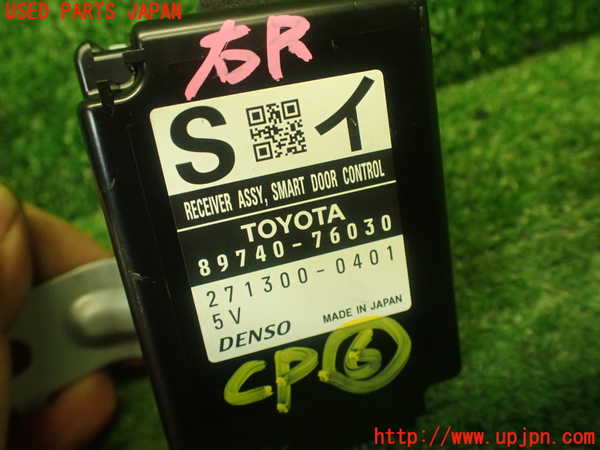 USED PARTS JAPAN
右R
S イ
RECEIVER ASSY, SMART DOOR CONTROL
TOYOTA
89740-76030
271300-0401
5V MADE IN JAPAN
DENSO
CP⑥
http://www.upjpn.com